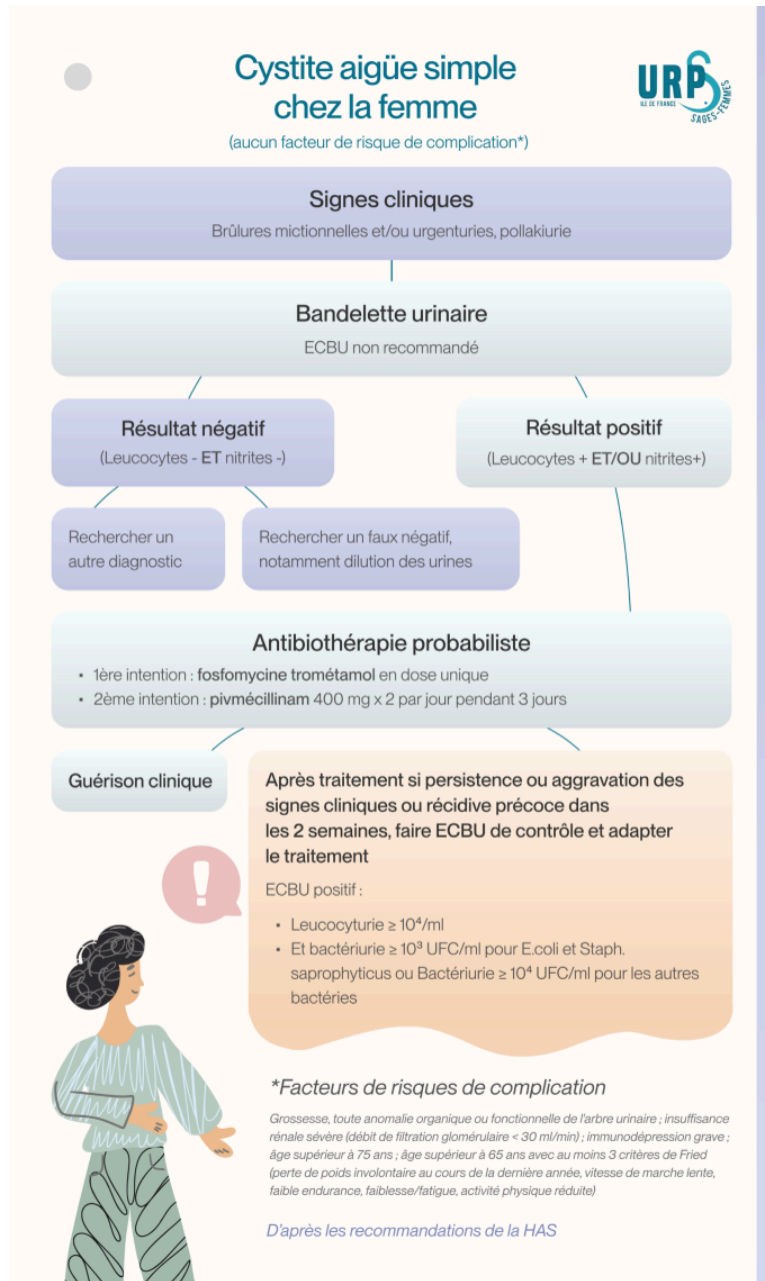 Cystite aigüe simple
chez la femme
(aucun facteur de risque de complication*)
URPS
ILE DE FRANCE
SAGES-FEMMES
Signes cliniques
Brûlures mictionnelles et/ou urgenturies, pollakiurie
Bandelette urinaire
ECBU non recommandé
Résultat négatif
(Leucocytes - ET nitrites -)
Résultat positif
(Leucocytes + ET/OU nitrites+)
Rechercher un
autre diagnostic
Rechercher un faux négatif,
notamment dilution des urines
Antibiothérapie probabiliste
• 1ère intention : fosfomycine trométamol en dose unique
• 2ème intention : pivmécillinam 400 mg x 2 par jour pendant 3 jours
Guérison clinique
Après traitement si persistence ou aggravation des
signes cliniques ou récidive précoce dans
les 2 semaines, faire ECBU de contrôle et adapter
le traitement
!
ECBU positif :
• Leucocyturie ≥ 10⁴/ml
• Et bactériurie ≥ 10³ UFC/ml pour E.coli et Staph.
saprophyticus ou Bactériurie ≥ 10⁴ UFC/ml pour les autres
bactéries
*Facteurs de risques de complication
Grossesse, toute anomalie organique ou fonctionnelle de l'arbre urinaire ; insuffisance
rénale sévère (débit de filtration glomérulaire < 30 ml/min) ; immunodépression grave ;
âge supérieur à 75 ans ; âge supérieur à 65 ans avec au moins 3 critères de Fried
(perte de poids involontaire au cours de la dernière année, vitesse de marche lente,
faible endurance, faiblesse/fatigue, activité physique réduite)
D'après les recommandations de la HAS